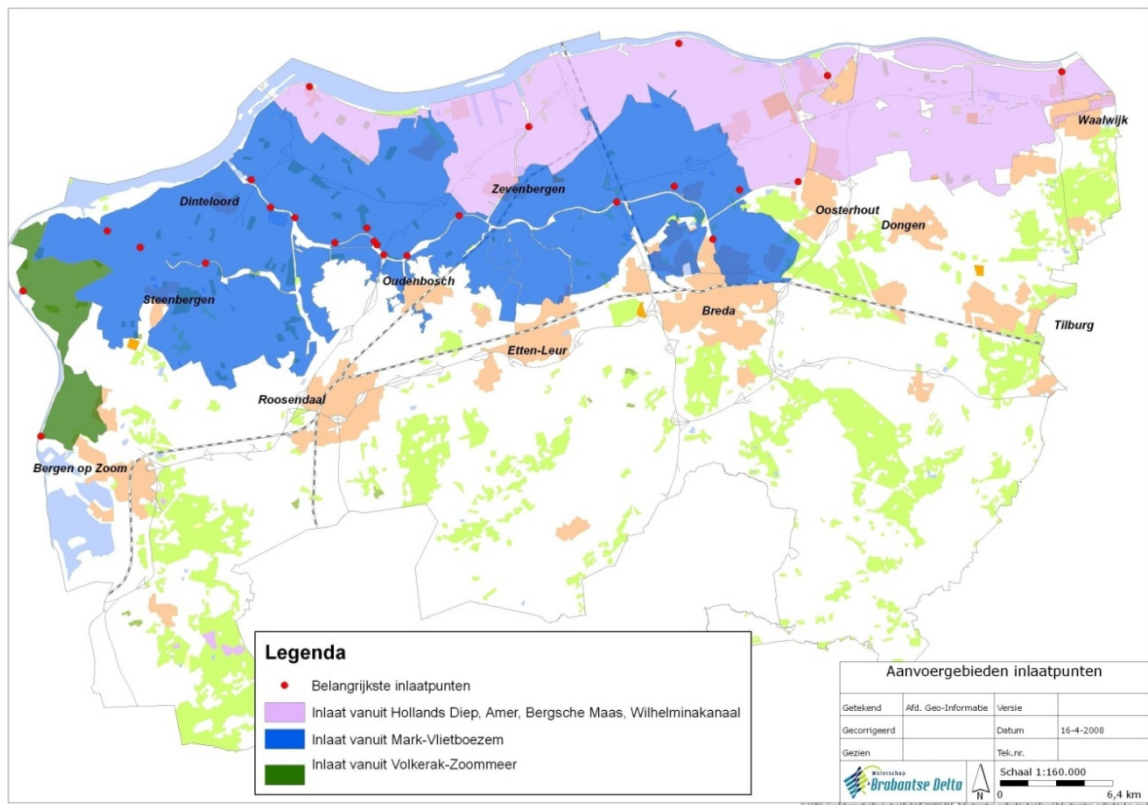 Waalwijk
Zevenbergen
Dinteloord
Oosterhout
Dongen
Oudenbosch
Steenbergen
Breda
Tilburg
Etten-Leur
Roosendaal
Bergen op Zoom
Legenda
Belangrijkste inlaatpunten
Inlaat vanuit Hollands Diep, Amer, Bergsche Maas, Wilhelminakanaal
Inlaat vanuit Mark-Vlietboezem
Inlaat vanuit Volkerak-Zoommeer
Aanvoergebieden inlaatpunten
Getekend Afd. Geo-Informatie Versie
Gecorrigeerd Datum 16-4-2008
Gezien Tek.nr.
Waterschap
Brabantse Delta
N
Schaal 1:160.000
0 6,4 km